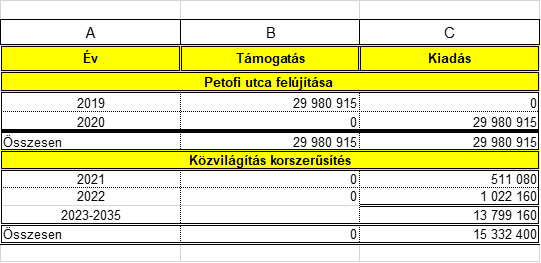 A B C
Év Támogatás Kiadás
Petofi utca felújítása
2019 29 980 915 0
2020 0 29 980 915
Összesen 29 980 915 29 980 915
Közvilágítás korszerűsítés
2021 0 511 080
2022 0 1 022 160
2023-2035 13 799 160
Összesen 0 15 332 400